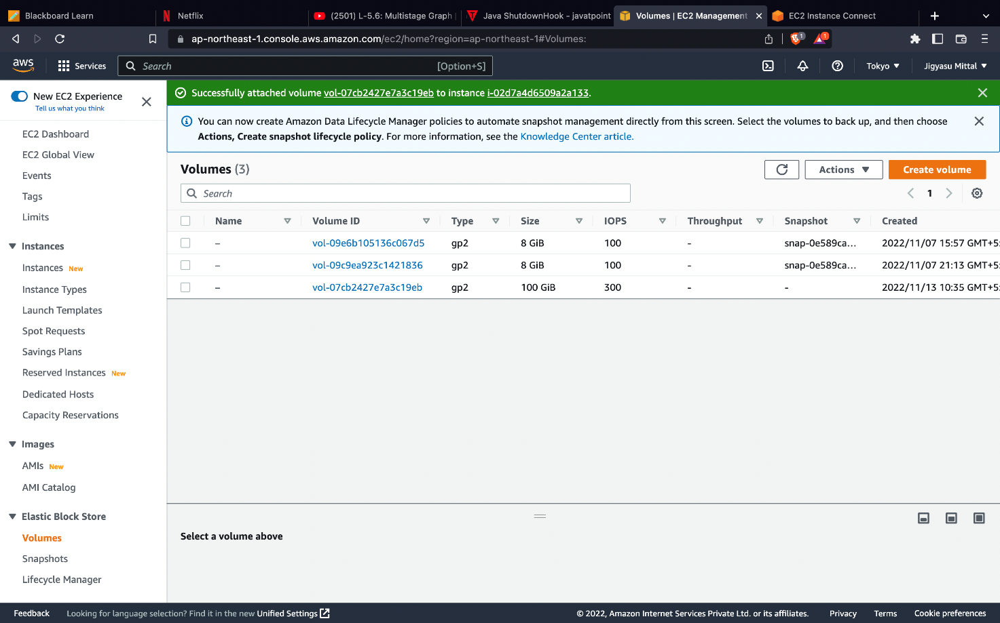 Blackboard Learn
Netflix
(2501) L-5.6: Multistage Graph
Java ShutdownHook - javatpoint
Volumes | EC2 Management
EC2 Instance Connect
ap-northeast-1.console.aws.amazon.com/ec2/home?region=ap-northeast-1#Volumes:
1
1
aws
Services
Search
[Option+S]
Tokyo
Jigyasu Mittal
New EC2 Experience
Tell us what you think
EC2 Dashboard
EC2 Global View
Events
Tags
Limits
Instances
Instances New
Instance Types
Launch Templates
Spot Requests
Savings Plans
Reserved Instances New
Dedicated Hosts
Capacity Reservations
Images
AMIs New
AMI Catalog
Elastic Block Store
Volumes
Snapshots
Lifecycle Manager
Successfully attached volume vol-07cb2427e7a3c19eb to instance i-02d7a4d6509a2a133.
You can now create Amazon Data Lifecycle Manager policies to automate snapshot management directly from this screen. Select the volumes to back up, and then choose
Actions, Create snapshot lifecycle policy. For more information, see the Knowledge Center article.
Volumes (3)
Actions
Create volume
Search
1
Name Volume ID Type Size IOPS Throughput Snapshot Created
– vol-09e6b105136c067d5 gp2 8 GiB 100 - snap-0e589ca... 2022/11/07 15:57 GMT+5:
– vol-09c9ea923c1421836 gp2 8 GiB 100 - snap-0e589ca... 2022/11/07 21:13 GMT+5:
– vol-07cb2427e7a3c19eb gp2 100 GiB 300 - - 2022/11/13 10:35 GMT+5:
Select a volume above
Feedback
Looking for language selection? Find it in the new Unified Settings
© 2022, Amazon Internet Services Private Ltd. or its affiliates.
Privacy
Terms
Cookie preferences